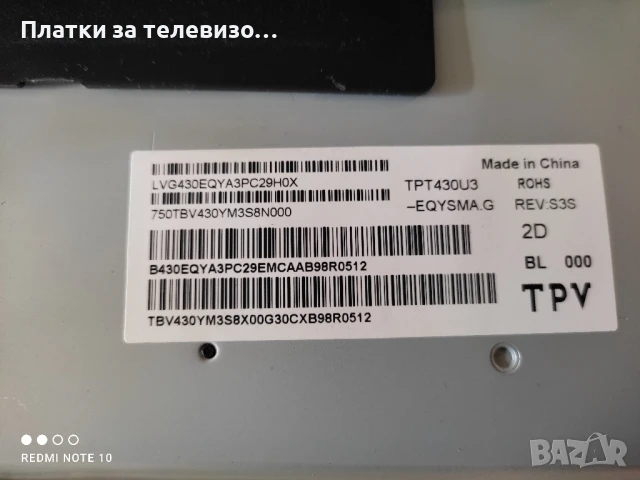 Платки за телевизо...
Made in China
LVG430EQYA3PC29H0X
TPT430U3
ROHS
750TBV430YM3S8N000
-EQYSMA.G
REV:S3S
2D
B430EQYA3PC29EMCAAB98R0512
BL 000
TPV
TBV430YM3S8X00G30CXB98R0512
REDMI NOTE 10
BAZAR